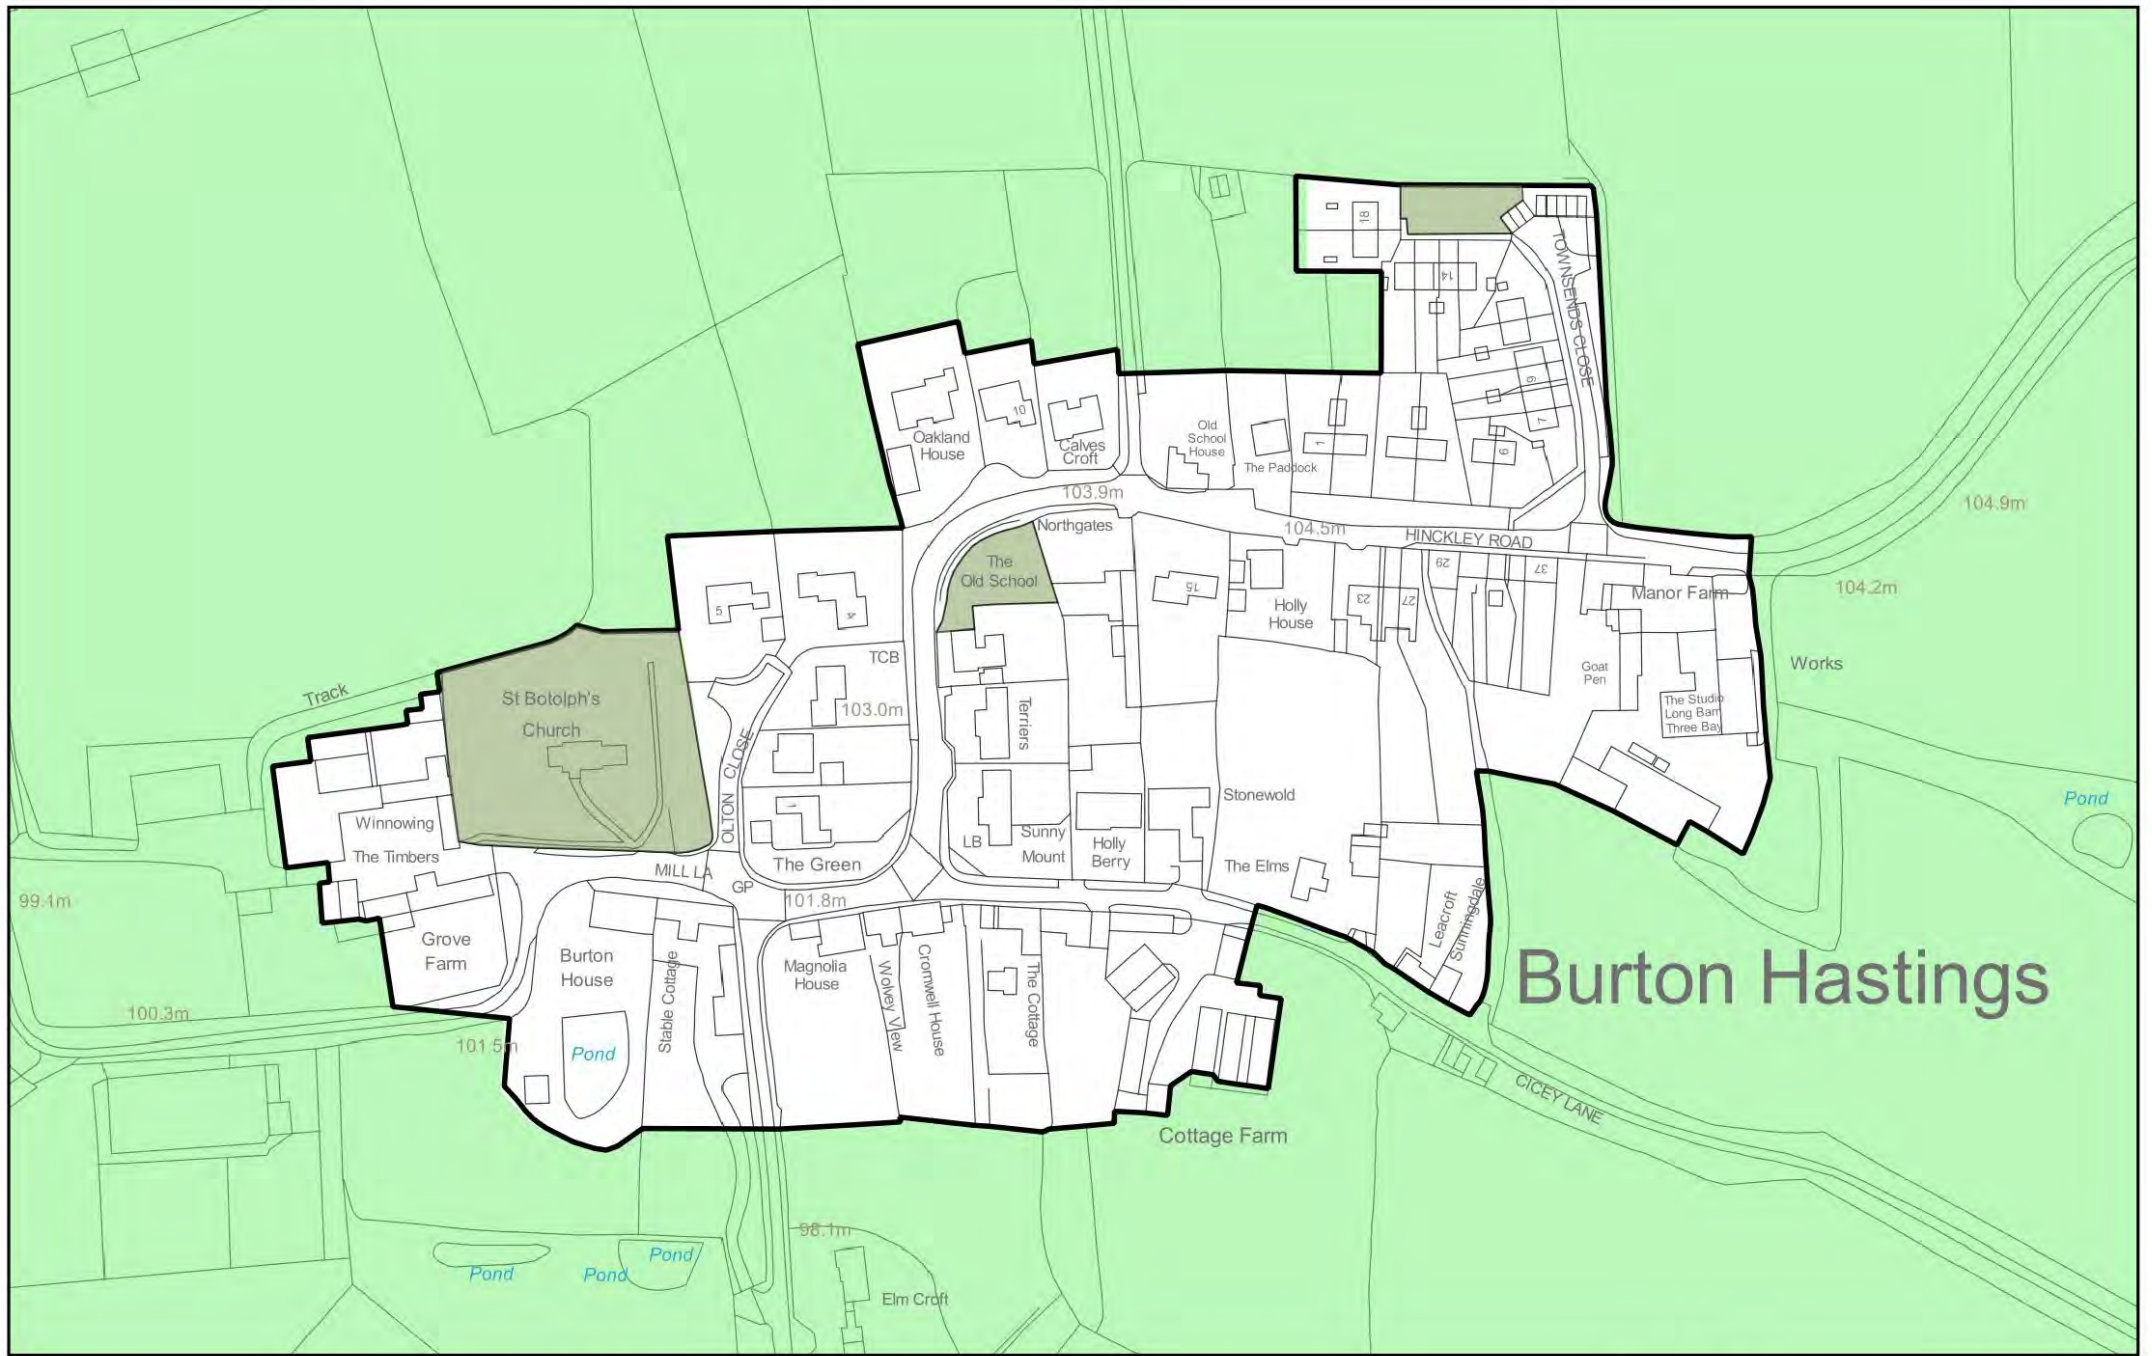 18
14
TOWNSENDS CLOSE
9
7
6
Oakland
House
10
Calves
Croft
Old
School
House
The Paddock
1
103.9m
Northgates
104.5m
HINCKLEY ROAD
104.9m
The
Old School
5
4
15
Holly
House
23
27
29
37
Manor Farm
104.2m
TCB
Works
Track
St Botolph's
Church
103.0m
Terriers
Goat
Pen
The Studio
Long Barn
Three Bay
OLTON CLOSE
1
Stonewold
Pond
Winnowing
The Timbers
LB
Sunny
Mount
Holly
Berry
The Green
The Elms
MILL LA
GP
101.8m
99.1m
Grove
Farm
Burton
House
Stable Cottage
Magnolia
House
Wolvey View
Cromwell House
The Cottage
Leacroft
Sunningdale
Burton Hastings
100.3m
101.5m
Pond
CICEY LANE
Cottage Farm
98.1m
Pond
Pond
Pond
Elm Croft